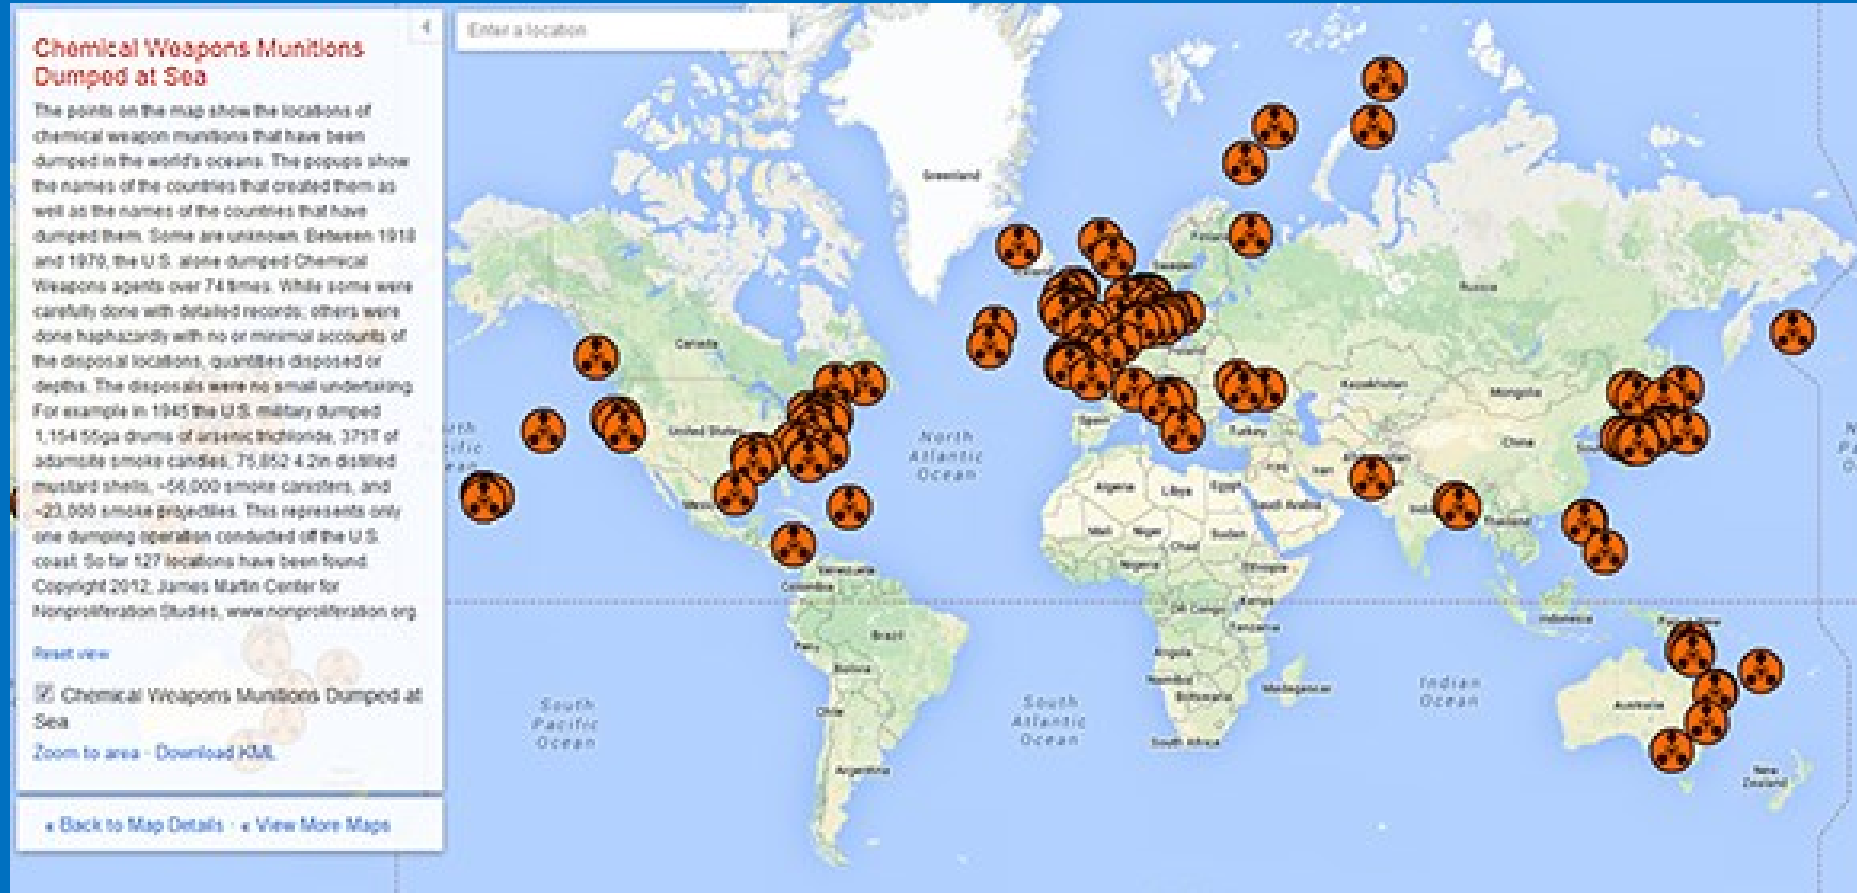 Chemical Weapons Munitions
Dumped at Sea
The points on the map show the locations of
chemical weapon munitions that have been
dumped in the world's oceans. The popups show
the names of the countries that created them as
well as the names of the countries that have
dumped them. Some are unknown. Between 1918
and 1970, the U.S. alone dumped Chemical
Weapons agents over 74 times. While some were
carefully done with detailed records; others were
done haphazardly with no or minimal accounts of
the disposal locations, quantities disposed or
depths. The disposals were no small undertaking.
For example in 1945 the U.S. military dumped
1,154 55ga drums of arsenic trichloride, 375T of
adamsite smoke candles, 75,852 4.2in distilled
mustard shells, ~56,000 smoke canisters, and
~23,000 smoke projectiles. This represents only
one dumping operation conducted off the U.S.
coast. So far 127 locations have been found.
Copyright 2012, James Martin Center for
Nonproliferation Studies, www.nonproliferation.org
Reset view
Chemical Weapons Munitions Dumped at
Sea
Zoom to area - Download KML
« Back to Map Details - « View More Maps
Enter a location
Greenland
Finland
Sweden
Russia
Canada
Poland
Kazakhstan
Mongolia
United States
Spain
Turkey
China
North
Atlantic
Ocean
Iraq
Iran
Algeria
Libya
Egypt
Saudi Arabia
Mali
Niger
Chad
Sudan
Thailand
Nigeria
Ethiopia
Venezuela
Colombia
DR Congo
Kenya
Tanzania
Indonesia
Brazil
Peru
Angola
Bolivia
Namibia
Botswana
Madagascar
Indian
Ocean
Australia
South
Pacific
Ocean
Chile
South
Atlantic
Ocean
South Africa
Argentina
New
Zealand